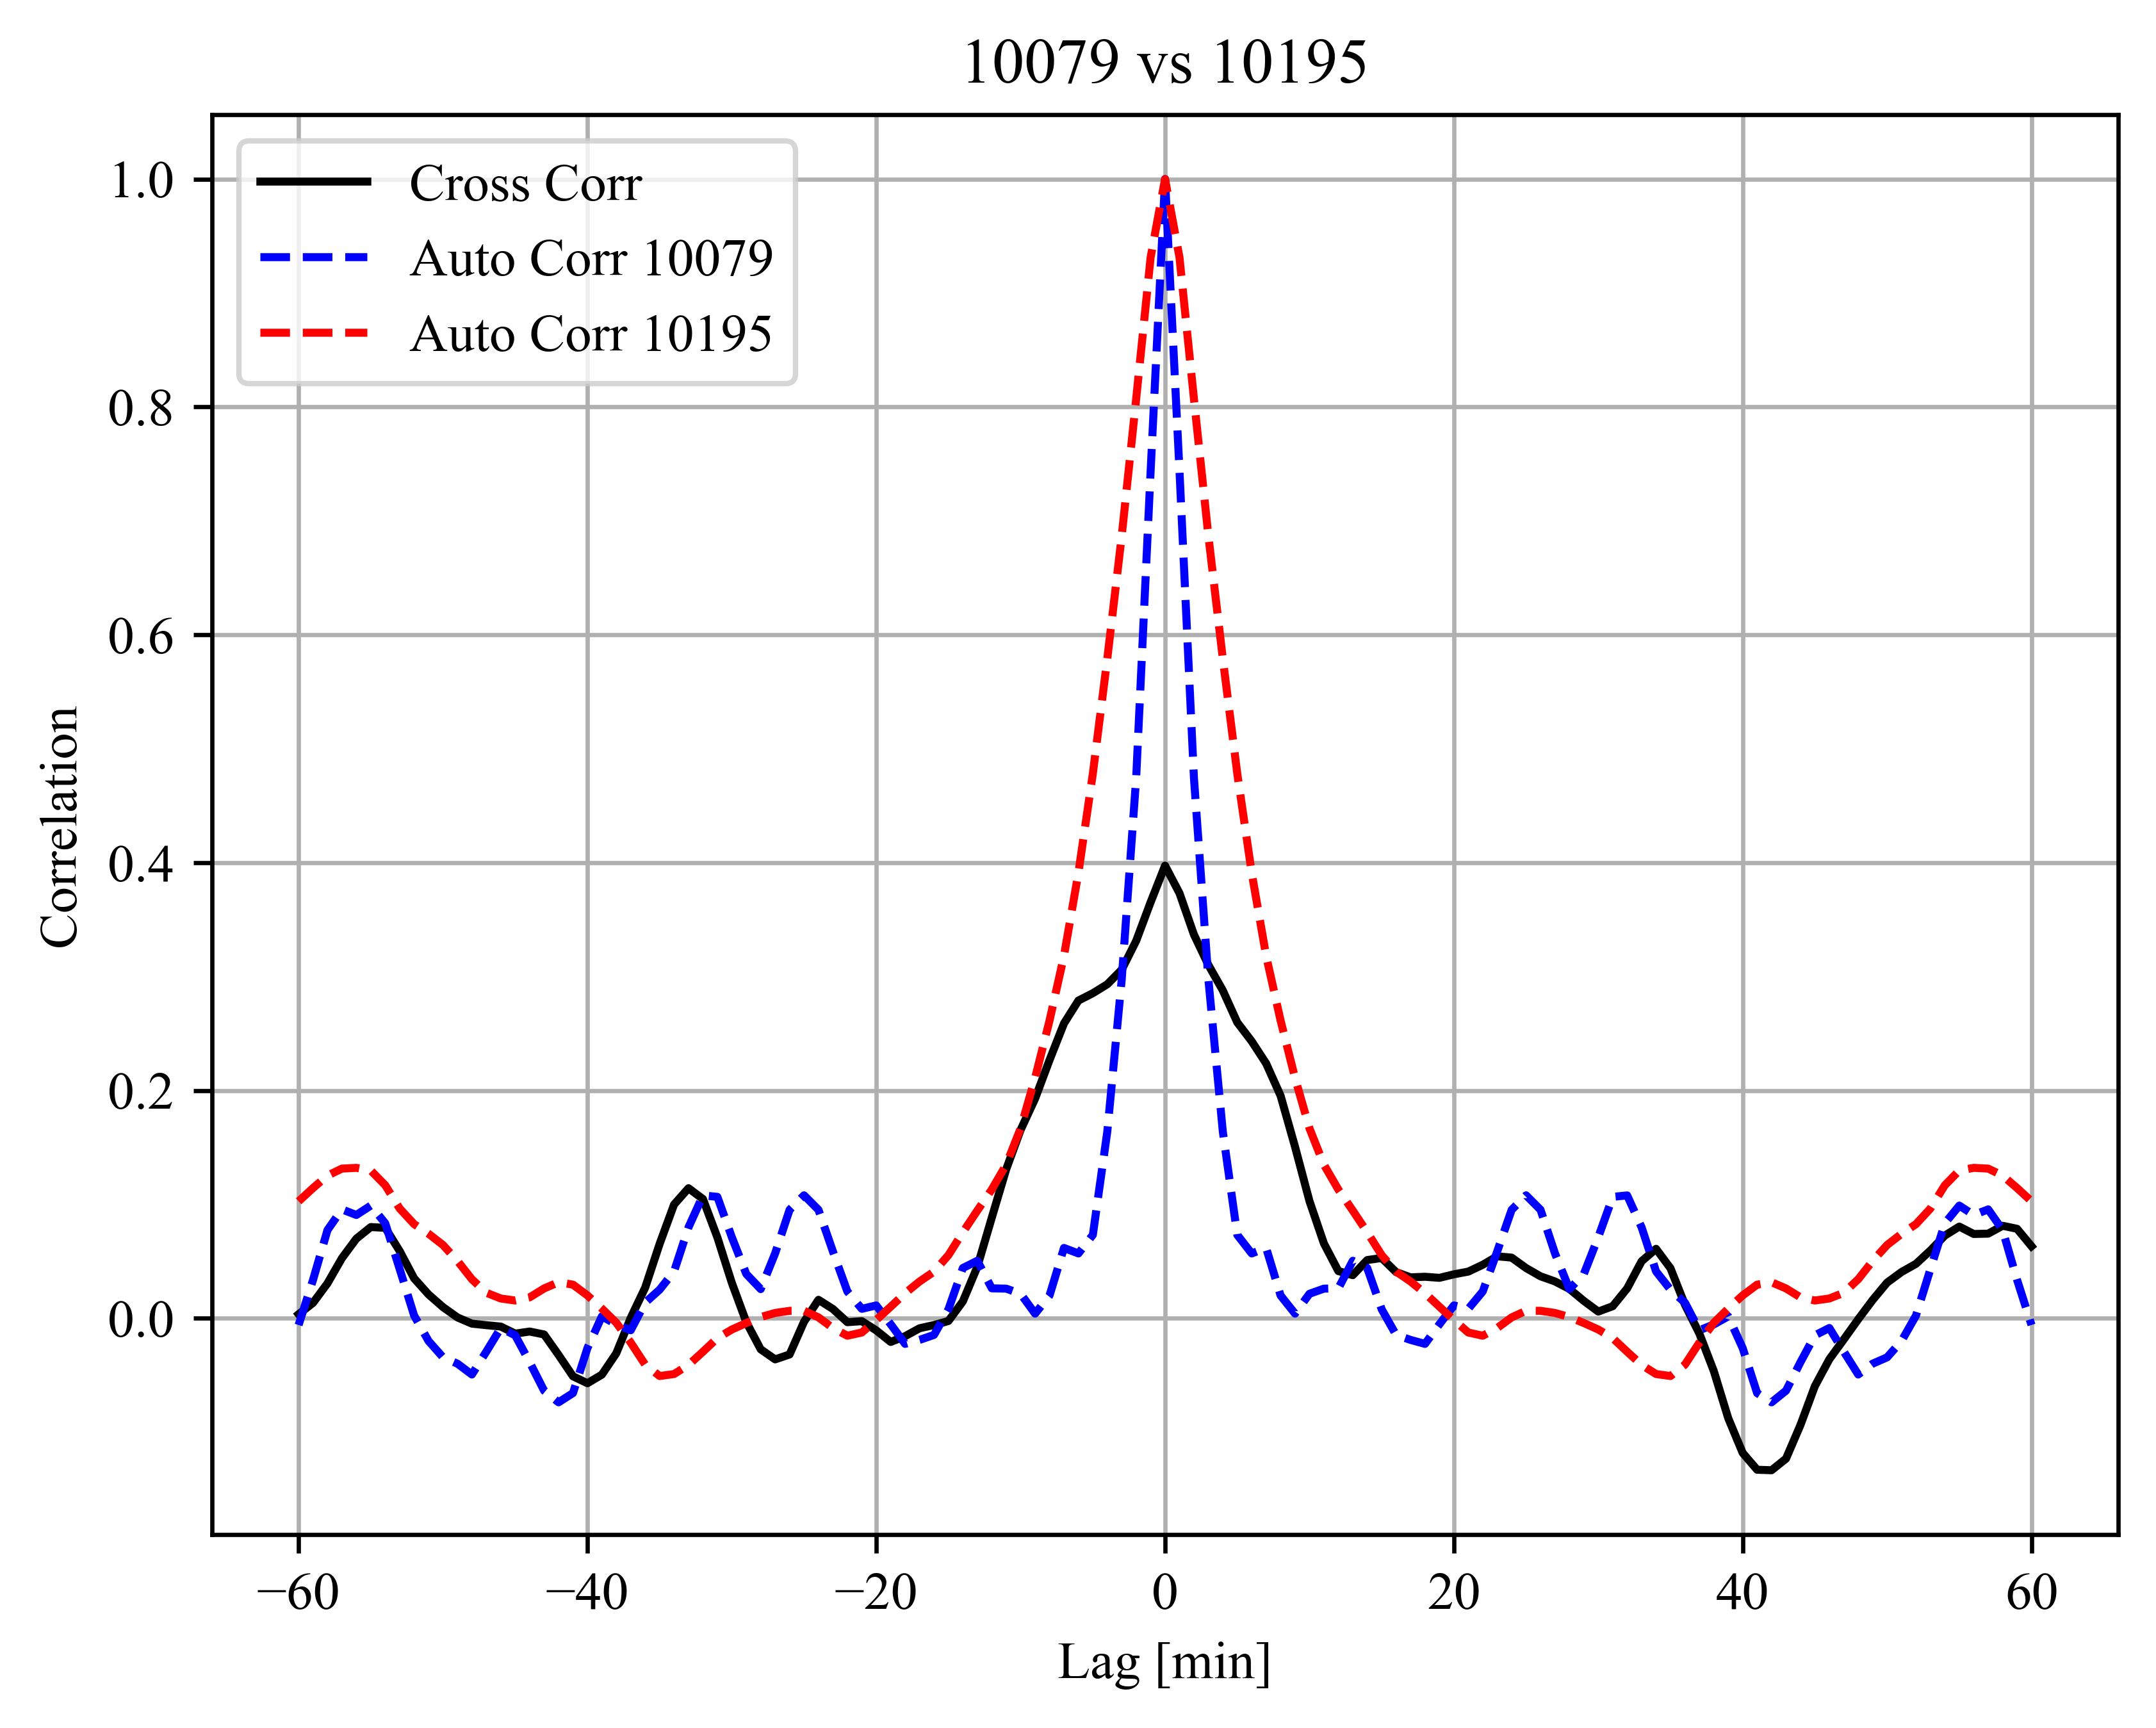 10079 vs 10195
Cross Corr
Auto Corr 10079
Auto Corr 10195
1.0
0.8
0.6
0.4
0.2
0.0
Correlation
−60
−40
−20
0
20
40
60
Lag [min]